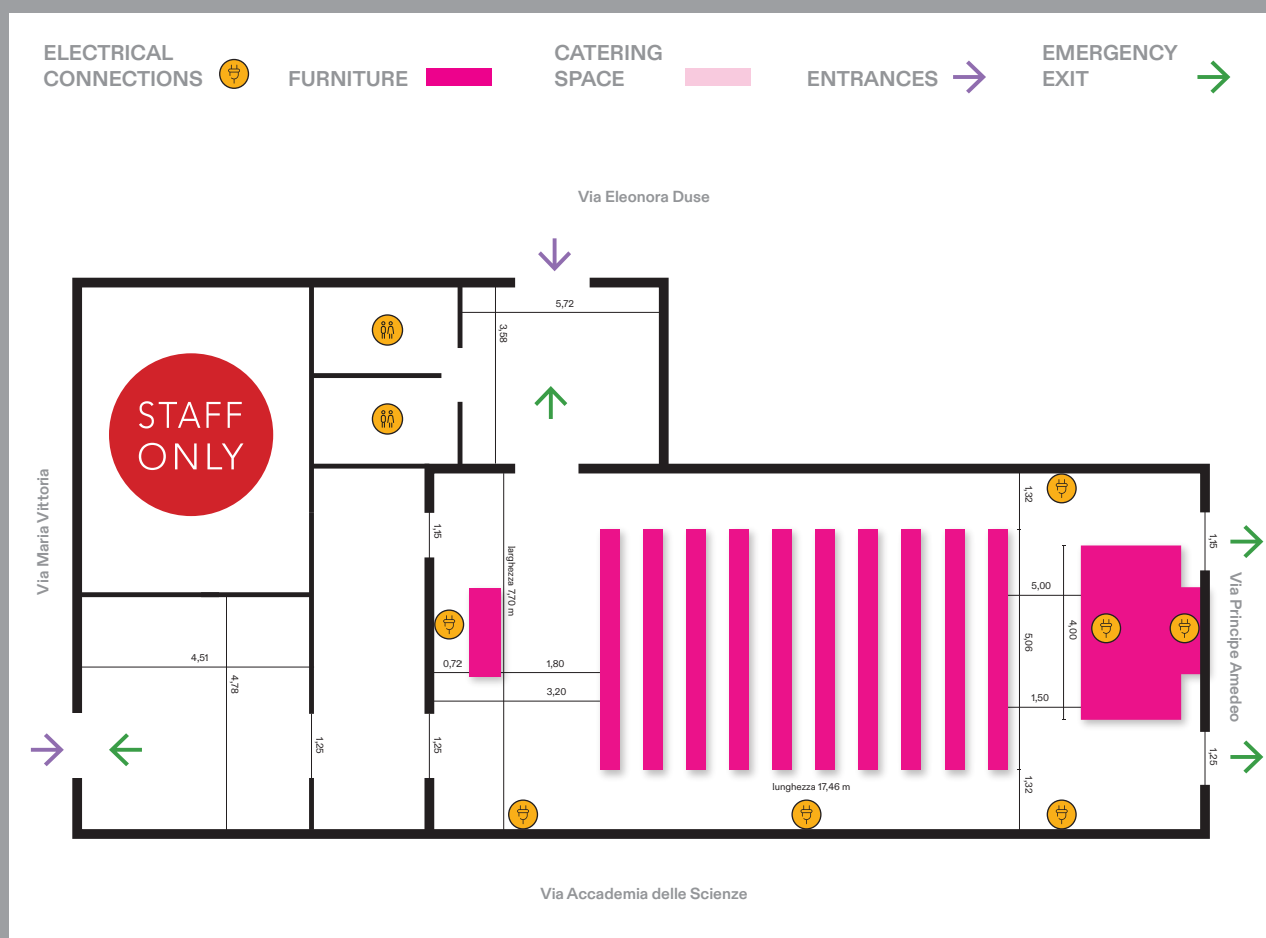 ELECTRICAL
CONNECTIONS
FURNITURE
CATERING
SPACE
ENTRANCES
EMERGENCY
EXIT
Via Eleonora Duse
5,72
3,58
STAFF
ONLY
Via Maria Vittoria
1,15
larghezza 7,70 m
1,32
1,15
5,00
4,00
5,06
Via Principe Amedeo
4,51
4,78
0,72
1,80
3,20
1,50
1,25
1,25
1,25
lunghezza 17,46 m
1,32
Via Accademia delle Scienze